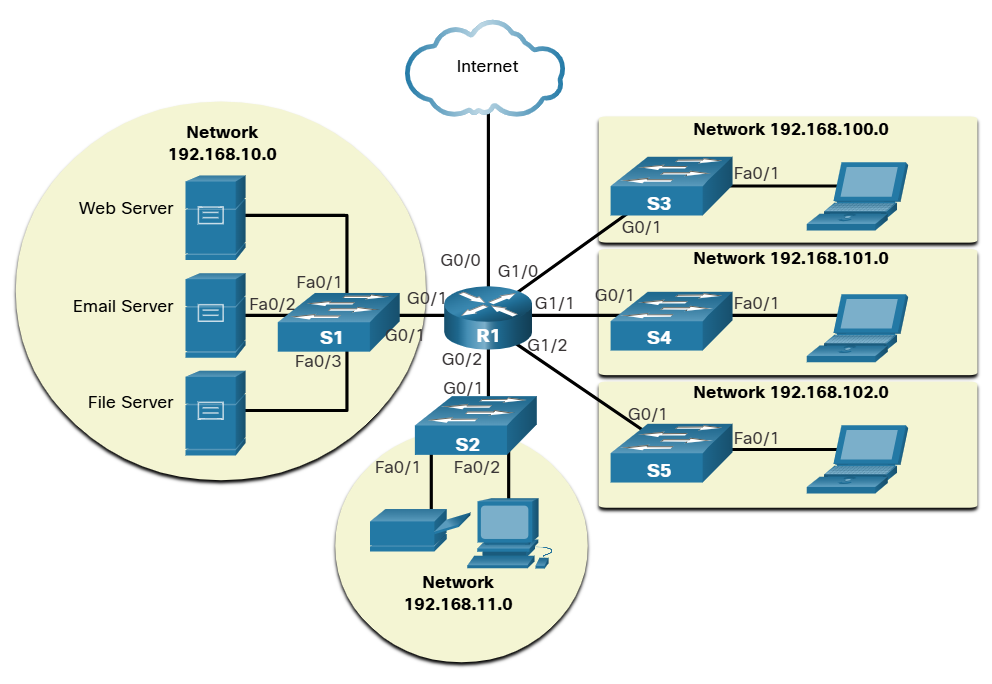 Internet
Network
192.168.10.0
Web Server
Email Server
File Server
Fa0/1
Fa0/2
S1
Fa0/3
G0/1
G0/1
G0/0
G1/0
G1/1
R1
G1/2
G0/2
G0/1
S2
Fa0/1
Fa0/2
Network
192.168.11.0
Network 192.168.100.0
S3
Fa0/1
G0/1
Network 192.168.101.0
G0/1
S4
Fa0/1
Network 192.168.102.0
G0/1
S5
Fa0/1